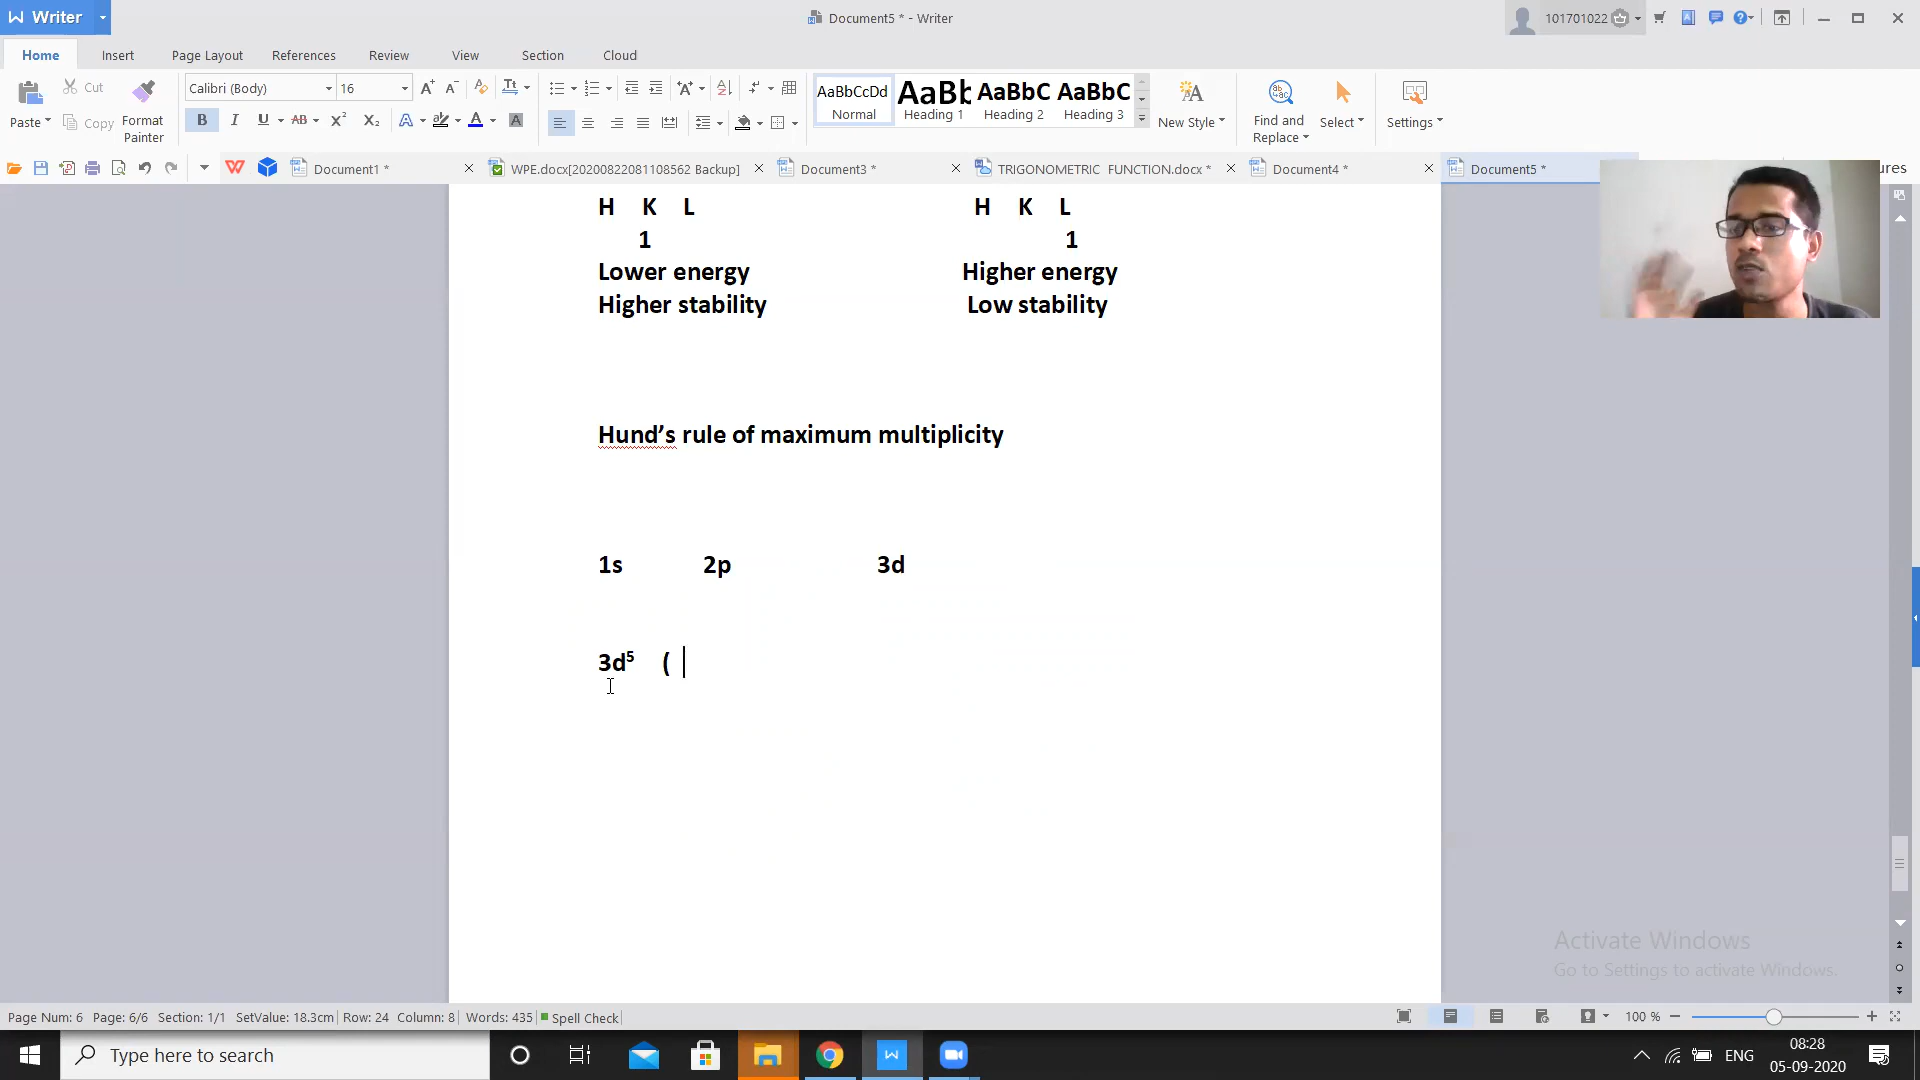 Writer
Document5 * - Writer
101701022
Home Insert Page Layout References Review View Section Cloud
Paste Cut Copy Format Painter
Calibri (Body) 16
AaBbCcDd Normal
AaBb Heading 1
AaBbC Heading 2
AaBbC Heading 3
New Style Find and Replace Select Settings
Document1 * WPE.docx[20200822081108562 Backup] Document3 * TRIGONOMETRIC FUNCTION.docx * Document4 * Document5 * ures
H K L H K L
1 1
Lower energy Higher energy
Higher stability Low stability
Hund's rule of maximum multiplicity
1s 2p 3d
3d⁵ (
Activate Windows
Go to Settings to activate Windows.
Page Num: 6 Page: 6/6 Section: 1/1 SetValue: 18.3cm Row: 24 Column: 8 Words: 435 Spell Check 100 %
Type here to search
ENG 08:28
05-09-2020